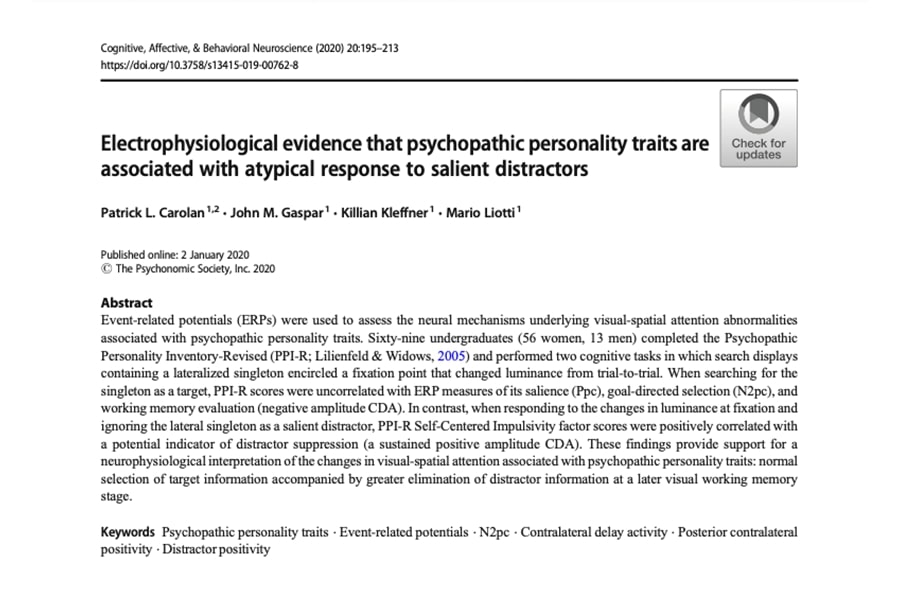 Cognitive, Affective, & Behavioral Neuroscience (2020) 20:195–213
https://doi.org/10.3758/s13415-019-00762-8
Check for
updates
Electrophysiological evidence that psychopathic personality traits are
associated with atypical response to salient distractors
Patrick L. Carolan 1,2 · John M. Gaspar 1 · Killian Kleffner 1 · Mario Liotti 1
Published online: 2 January 2020
© The Psychonomic Society, Inc. 2020
Abstract
Event-related potentials (ERPs) were used to assess the neural mechanisms underlying visual-spatial attention abnormalities
associated with psychopathic personality traits. Sixty-nine undergraduates (56 women, 13 men) completed the Psychopathic
Personality Inventory-Revised (PPI-R; Lilienfeld & Widows, 2005) and performed two cognitive tasks in which search displays
containing a lateralized singleton encircled a fixation point that changed luminance from trial-to-trial. When searching for the
singleton as a target, PPI-R scores were uncorrelated with ERP measures of its salience (Ppc), goal-directed selection (N2pc), and
working memory evaluation (negative amplitude CDA). In contrast, when responding to the changes in luminance at fixation and
ignoring the lateral singleton as a salient distractor, PPI-R Self-Centered Impulsivity factor scores were positively correlated with
a potential indicator of distractor suppression (a sustained positive amplitude CDA). These findings provide support for a
neurophysiological interpretation of the changes in visual-spatial attention associated with psychopathic personality traits: normal
selection of target information accompanied by greater elimination of distractor information at a later visual working memory
stage.
Keywords Psychopathic personality traits · Event-related potentials · N2pc · Contralateral delay activity · Posterior contralateral
positivity · Distractor positivity